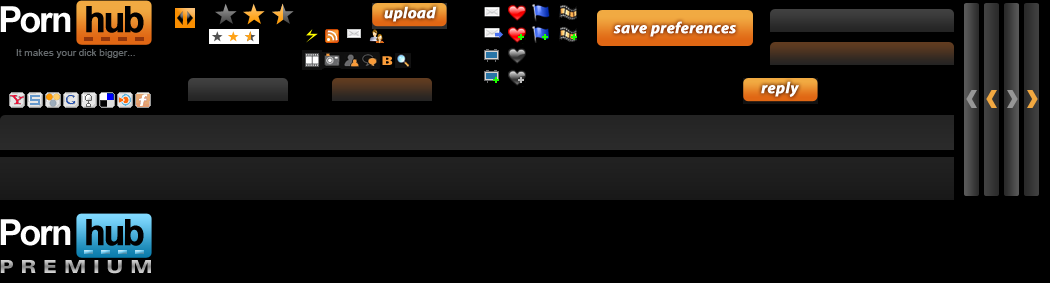 Porn hub
It makes your dick bigger...
upload
save preferences
B
reply
Porn hub
PREMIUM